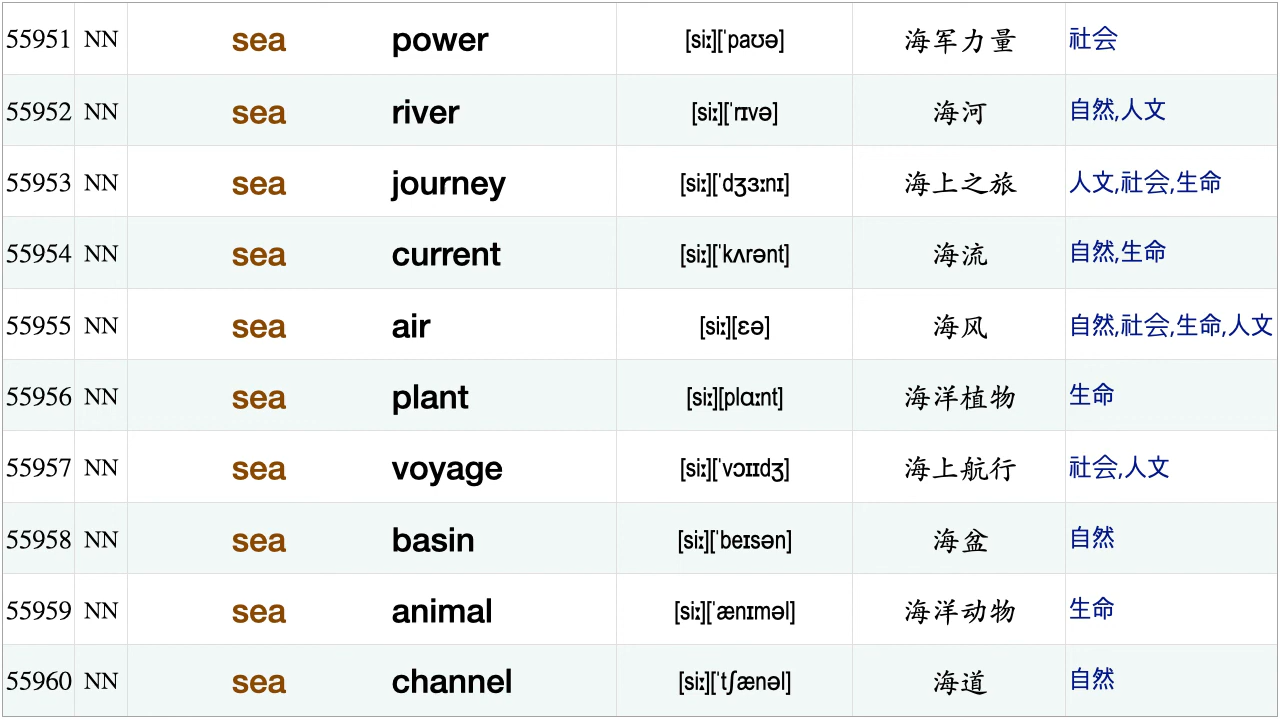 55951 NN sea power [siː][ˈpaʊə] 海军力量 社会
55952 NN sea river [siː][ˈrɪvə] 海河 自然,人文
55953 NN sea journey [siː][ˈdʒɜːnɪ] 海上之旅 人文,社会,生命
55954 NN sea current [siː][ˈkʌrənt] 海流 自然,生命
55955 NN sea air [siː][ɛə] 海风 自然,社会,生命,人文
55956 NN sea plant [siː][plɑːnt] 海洋植物 生命
55957 NN sea voyage [siː][ˈvɔɪɪdʒ] 海上航行 社会,人文
55958 NN sea basin [siː][ˈbeɪsən] 海盆 自然
55959 NN sea animal [siː][ˈænɪməl] 海洋动物 生命
55960 NN sea channel [siː][ˈtʃænəl] 海道 自然